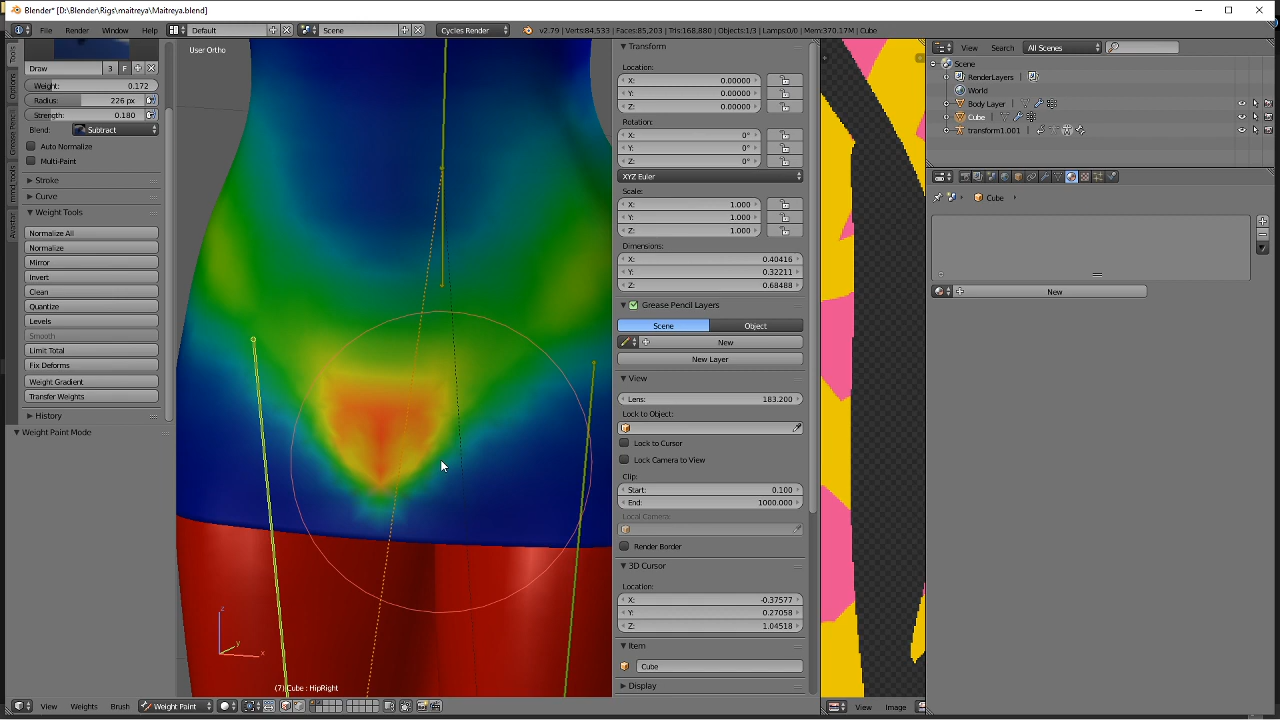 Blender* [D:\Blender\Rigs\maitreya\Maitreya.blend]
File Render Window Help Default Scene Cycles Render v2.79 | Verts:84,533 | Faces:85,203 | Tris:168,880 | Objects:1/3 | Lamps:0/0 | Mem:370.17M | Cube
Tools
Options
Grease Pencil
mmd_tools
Avastar
Draw 3 F
Weight: 0.172
Radius: 226 px
Strength: 0.180
Blend: Subtract
Auto Normalize
Multi-Paint
Stroke
Curve
Weight Tools
Normalize All
Normalize
Mirror
Invert
Clean
Quantize
Levels
Smooth
Limit Total
Fix Deforms
Weight Gradient
Transfer Weights
History
Weight Paint Mode
User Ortho
z
y
x
(7) Cube : HipRight
View Weights Brush Weight Paint
Transform
Location:
X: 0.00000
Y: 0.00000
Z: 0.00000
Rotation:
X: 0°
Y: 0°
Z: 0°
XYZ Euler
Scale:
X: 1.000
Y: 1.000
Z: 1.000
Dimensions:
X: 0.40416
Y: 0.32211
Z: 0.68488
Grease Pencil Layers
Scene Object
New
New Layer
View
Lens: 183.200
Lock to Object:
Lock to Cursor
Lock Camera to View
Clip:
Start: 0.100
End: 1000.000
Local Camera:
Render Border
3D Cursor
Location:
X: -0.37577
Y: 0.27058
Z: 1.04518
Item
Cube
Display
View Image
View Search All Scenes
Scene
RenderLayers
World
Body Layer
Cube
transform1.001
Cube
New